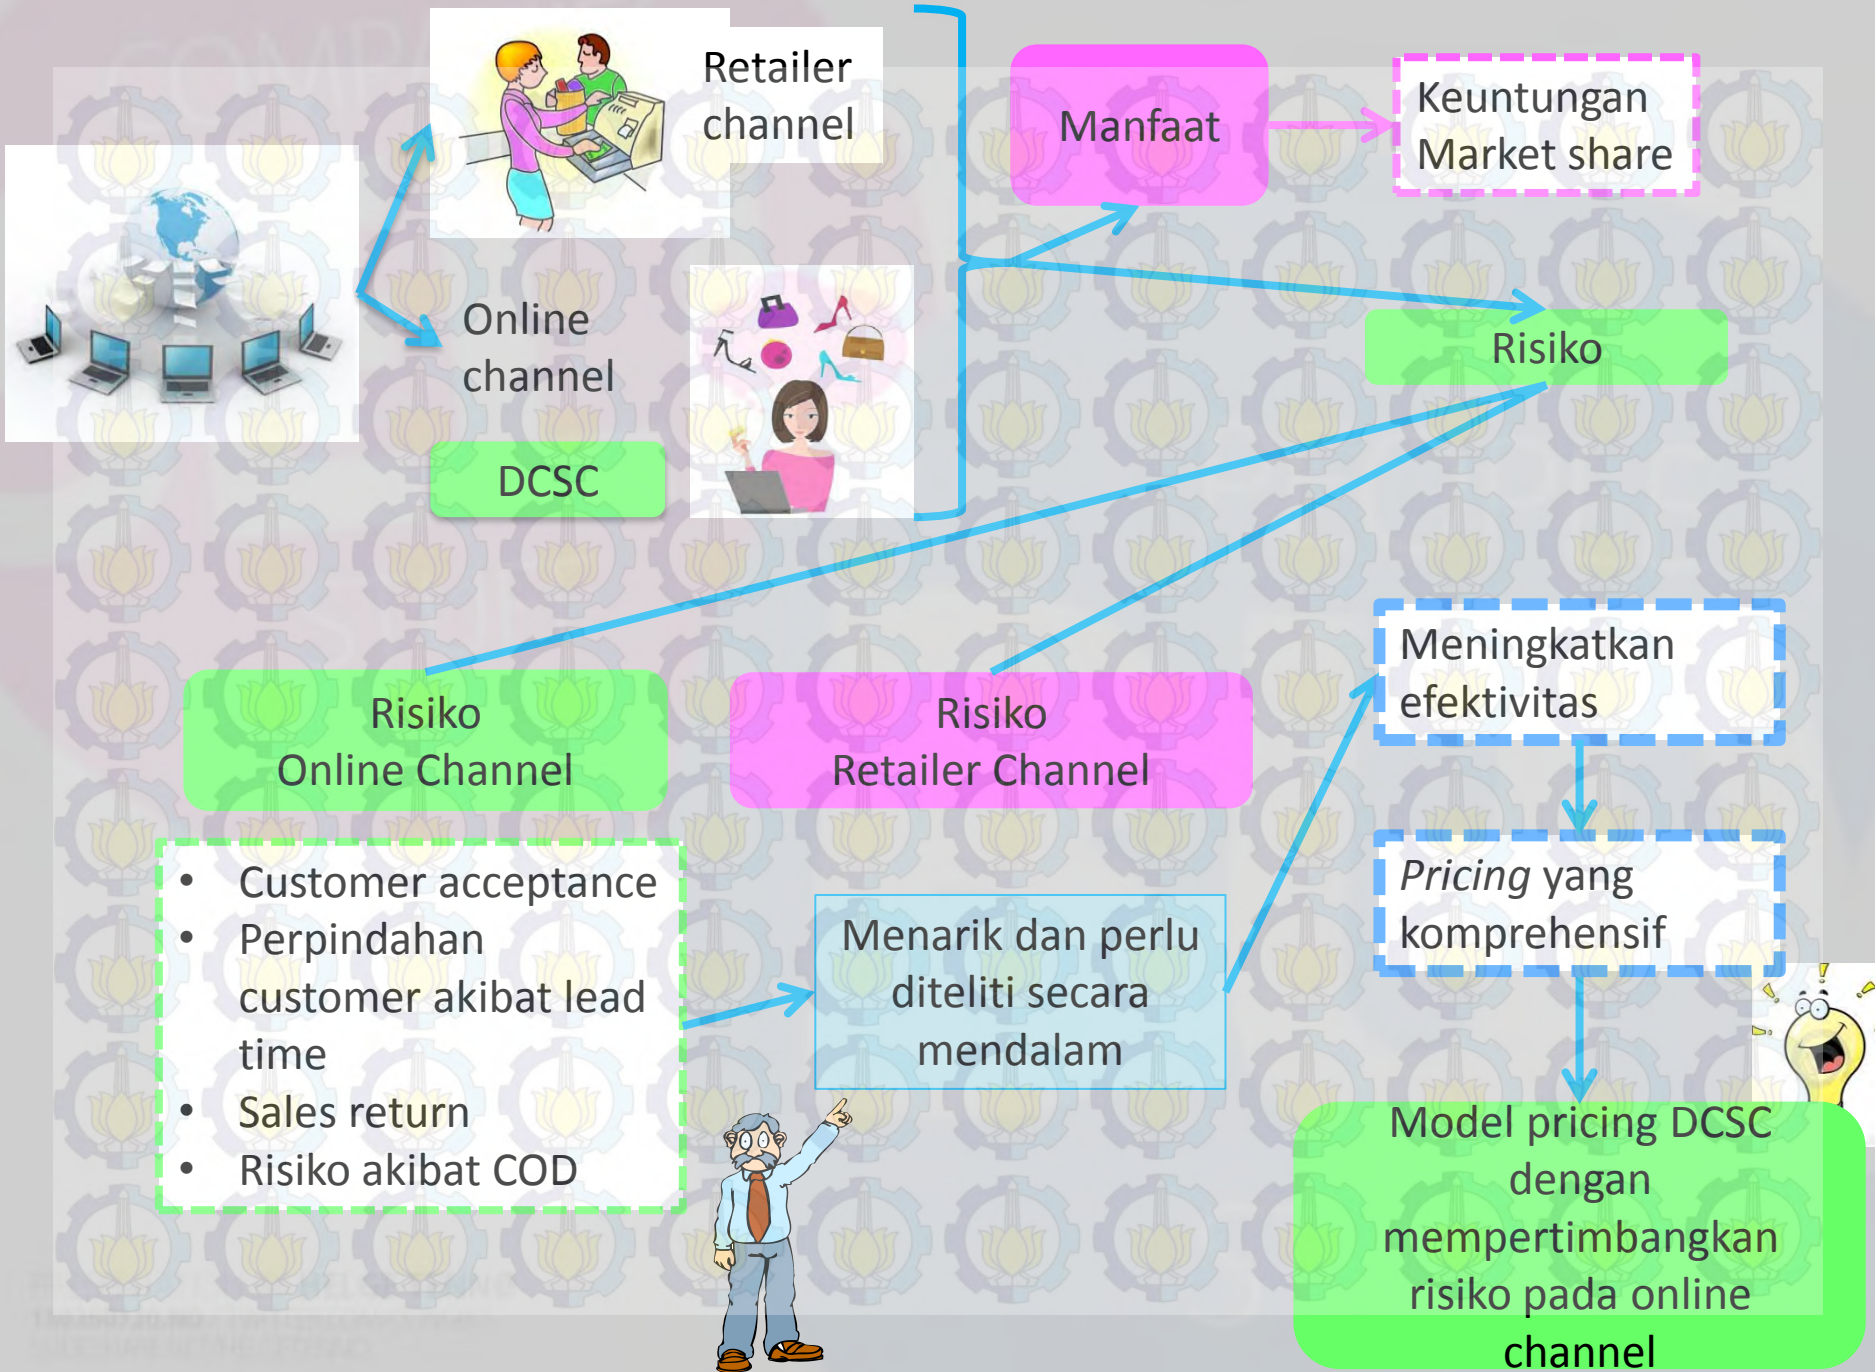 Retailer
channel
Manfaat
Keuntungan
Market share
Online
channel
DCSC
Risiko
Risiko
Online Channel
Risiko
Retailer Channel
• Customer acceptance
• Perpindahan
customer akibat lead
time
• Sales return
• Risiko akibat COD
Menarik dan perlu
diteliti secara
mendalam
Meningkatkan
efektivitas
Pricing yang
komprehensif
Model pricing DCSC
dengan
mempertimbangkan
risiko pada online
channel